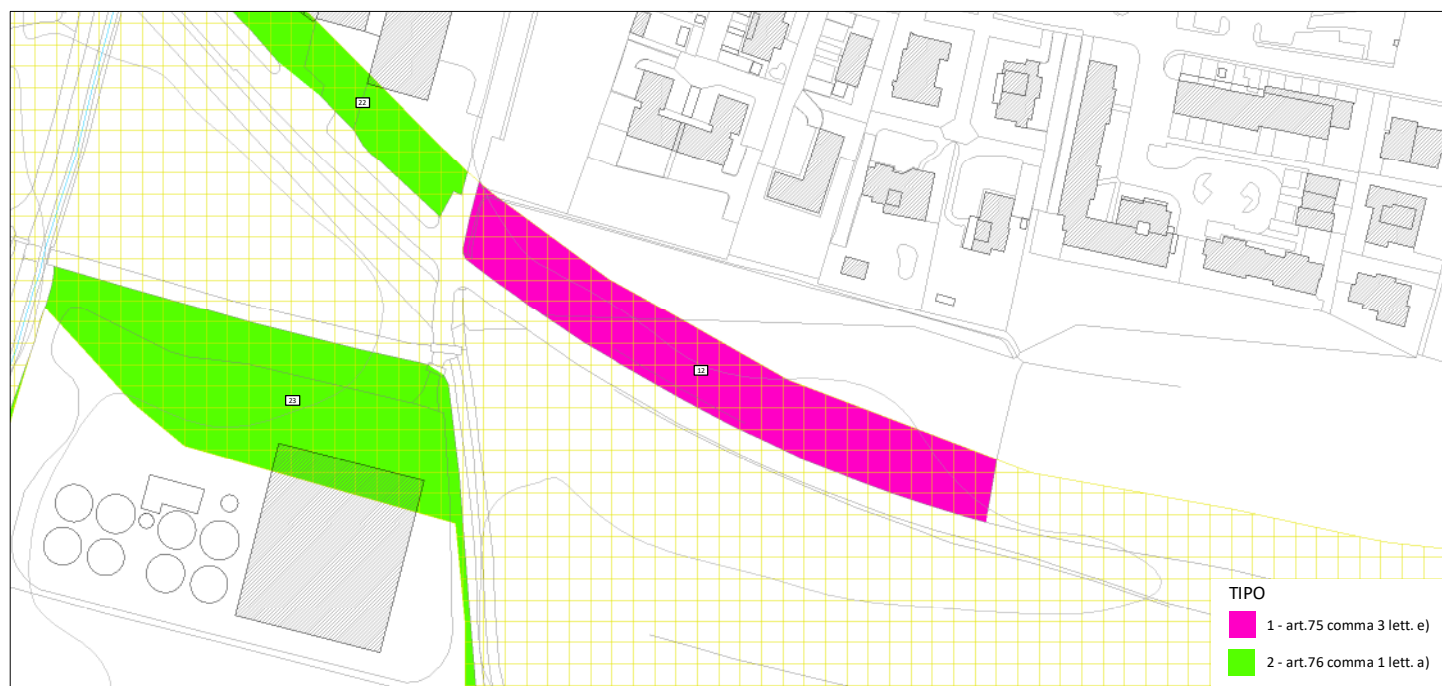 22
12
23
TIPO
1 - art.75 comma 3 lett. e)
2 - art.76 comma 1 lett. a)